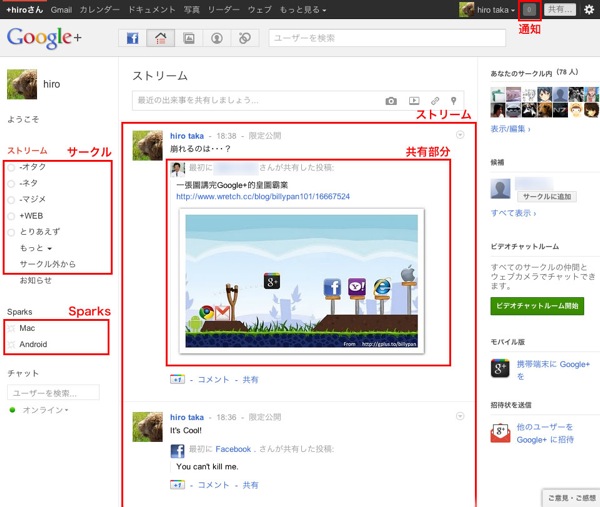 +hiroさん Gmail カレンダー ドキュメント 写真 リーダー ウェブ もっと見る hiro taka 0 共有…
通知
Google+
ユーザーを検索
hiro
ようこそ
ストリーム
サークル
-オタク
-ネタ
-マジメ
+WEB
とりあえず
もっと
サークル外から
お知らせ
Sparks
Sparks
Mac
Android
チャット
ユーザーを検索...
オンライン
ストリーム
最近の出来事を共有しましょう...
ストリーム
hiro taka - 18:38 - 限定公開
崩れるのは・・・?
共有部分
最初に さんが共有した投稿:
一張圖講完Google+的皇圖霸業
http://www.wretch.cc/blog/billypan101/16667524
g+
From http://gplus.to/billypan
+1 - コメント - 共有
hiro taka - 18:36 - 限定公開
It's Cool!
最初に Facebook . さんが共有した投稿:
You can't kill me.
+1 - コメント - 共有
あなたのサークル内 (78 人)
表示/編集 ›
候補
サークルに追加
すべて表示 ›
ビデオチャットルーム
すべてのサークルの仲間と
ウェブカメラでチャットできま
す。
ビデオチャットルーム開始
モバイル版
携帯端末に Google+
を
招待状を送信
他のユーザーを
Google+ に招待
ご意見・ご感想